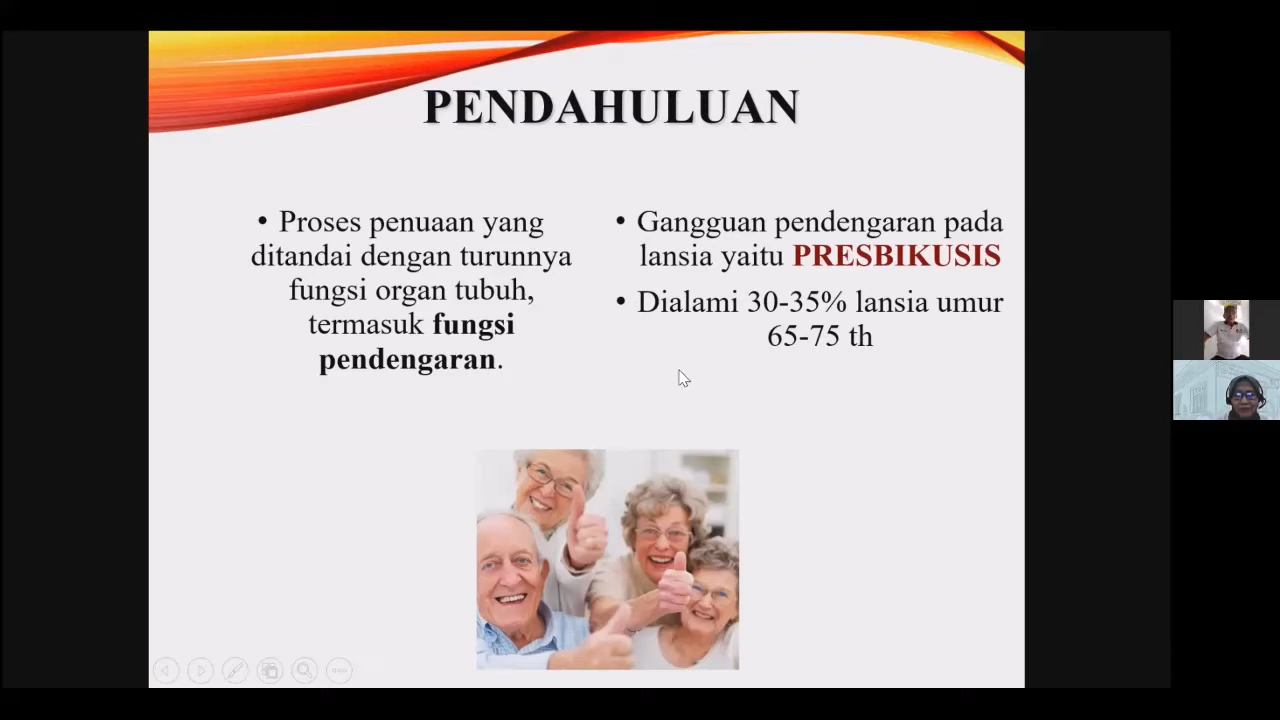 PENDAHULUAN
• Proses penuaan yang
ditandai dengan turunnya
fungsi organ tubuh,
termasuk fungsi
pendengaran.
• Gangguan pendengaran pada
lansia yaitu PRESBIKUSIS
• Dialami 30-35% lansia umur
65-75 th